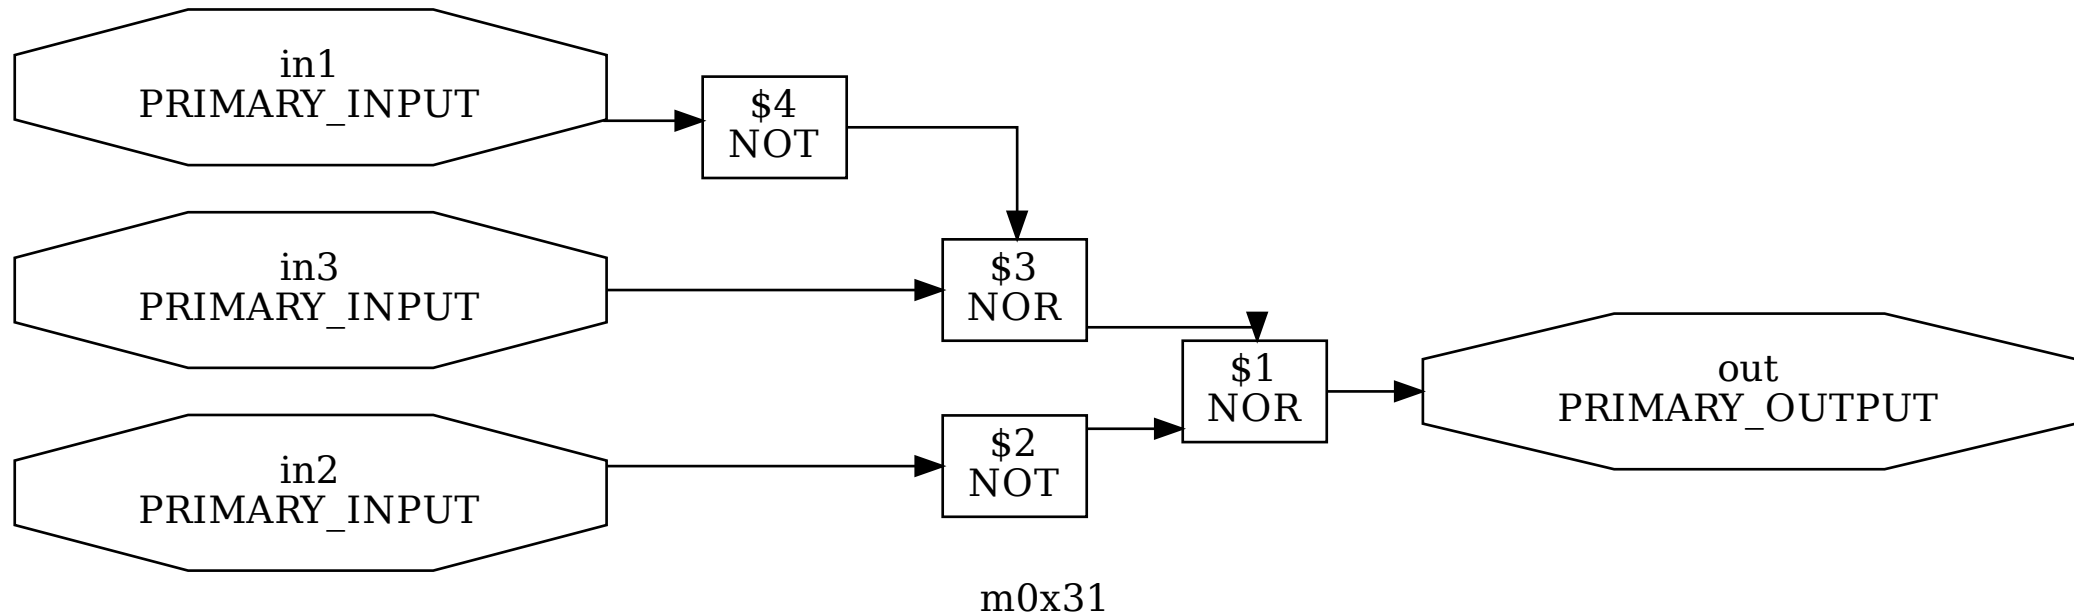 in1
PRIMARY_INPUT
$4
NOT
in3
PRIMARY_INPUT
$3
NOR
$1
NOR
out
PRIMARY_OUTPUT
in2
PRIMARY_INPUT
$2
NOT
m0x31